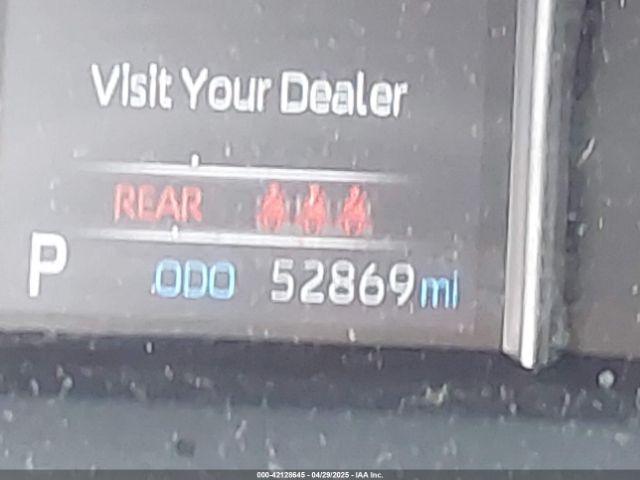 Visit Your Dealer
REAR
P ODO 52869 mi
000-42128645 - 04/29/2025 - IAA Inc.